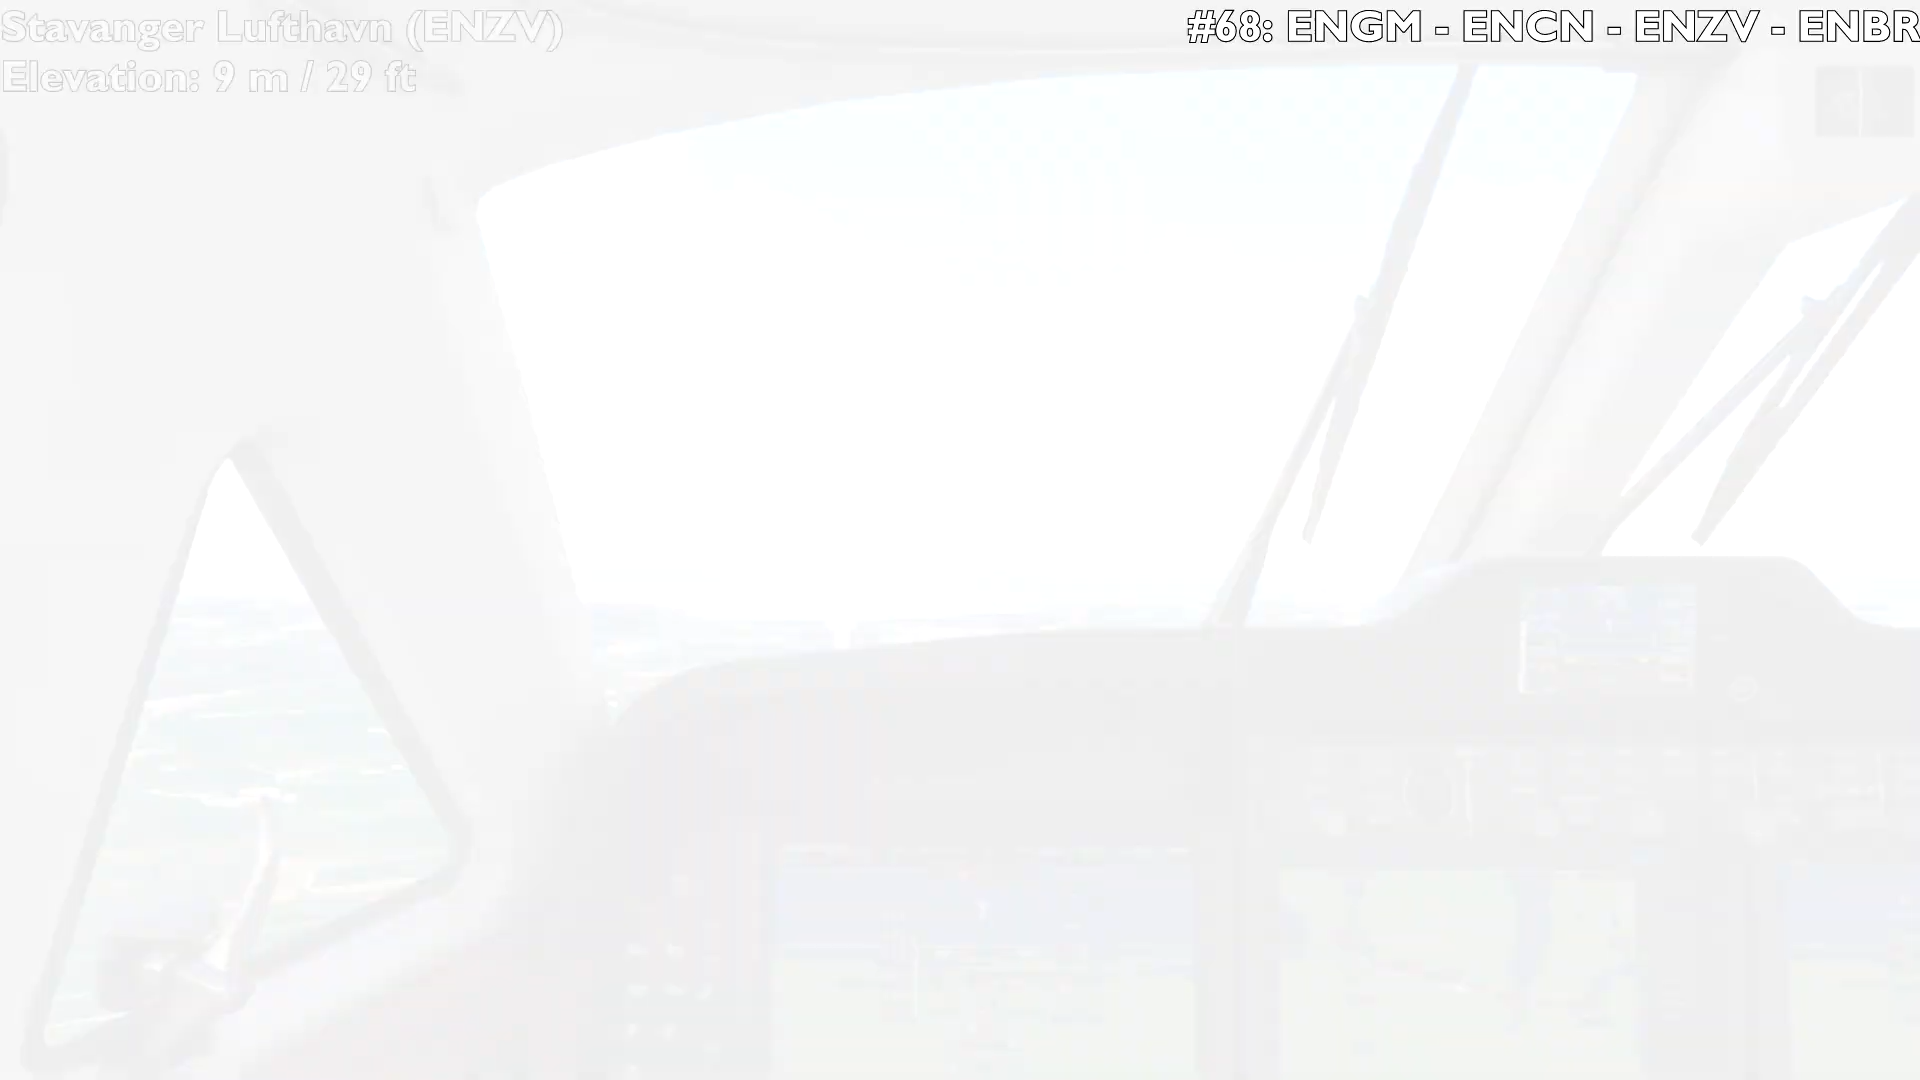 Stavanger Lufthavn (ENZV)
Elevation: 9 m / 29 ft
#68: ENGM - ENCN - ENZV - ENBR